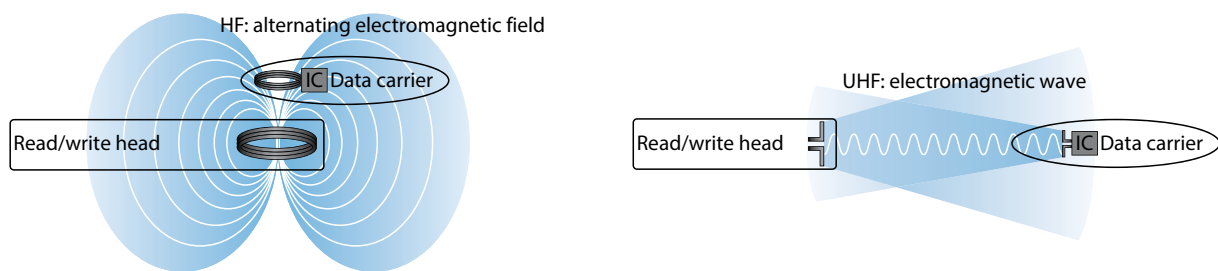 HF: alternating electromagnetic field
IC Data carrier
Read/write head
UHF: electromagnetic wave
Read/write head
IC Data carrier